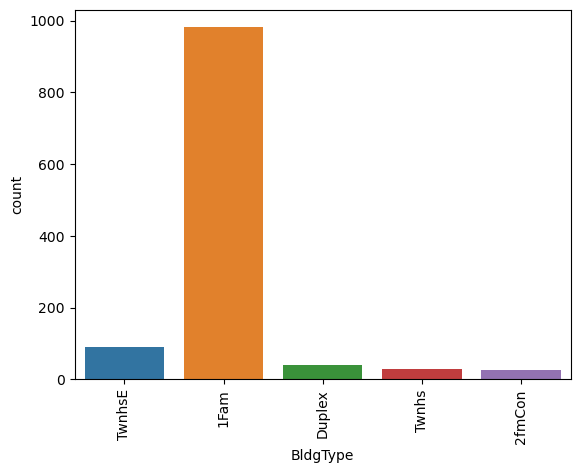 1000
800
600
400
200
0
count
TwnhsE
1Fam
Duplex
Twnhs
2fmCon
BldgType